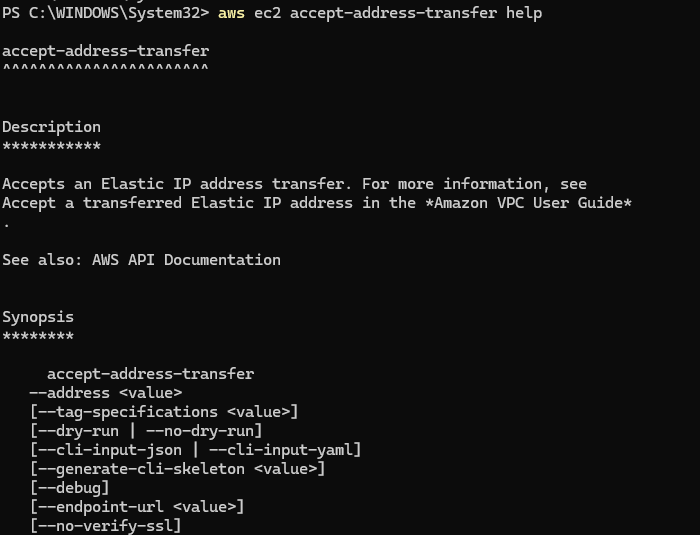 PS C:\WINDOWS\System32> aws ec2 accept-address-transfer help
accept-address-transfer
^^^^^^^^^^^^^^^^^^^^^^^
Description
***********
Accepts an Elastic IP address transfer. For more information, see
Accept a transferred Elastic IP address in the *Amazon VPC User Guide*
.
See also: AWS API Documentation
Synopsis
********
accept-address-transfer
--address <value>
[--tag-specifications <value>]
[--dry-run | --no-dry-run]
[--cli-input-json | --cli-input-yaml]
[--generate-cli-skeleton <value>]
[--debug]
[--endpoint-url <value>]
[--no-verify-ssl]